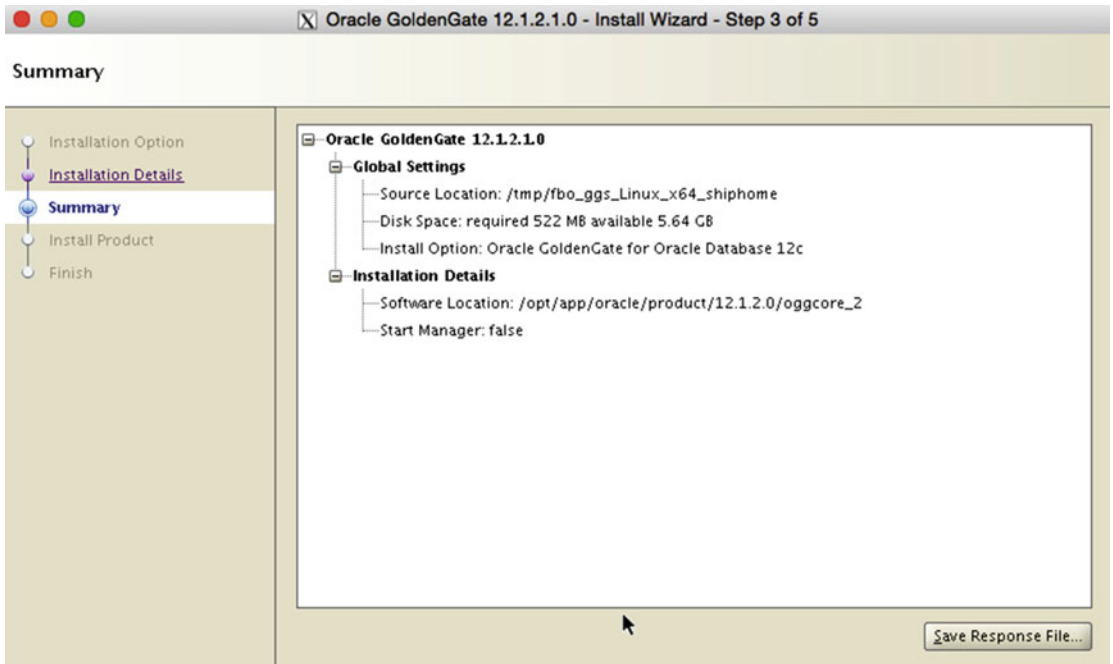 Oracle GoldenGate 12.1.2.1.0 - Install Wizard - Step 3 of 5
Summary
Installation Option
Installation Details
Summary
Install Product
Finish
Oracle GoldenGate 12.1.2.1.0
Global Settings
Source Location: /tmp/fbo_ggs_Linux_x64_shiphome
Disk Space: required 522 MB available 5.64 GB
Install Option: Oracle GoldenGate for Oracle Database 12c
Installation Details
Software Location: /opt/app/oracle/product/12.1.2.0/oggcore_2
Start Manager: false
Save Response File...